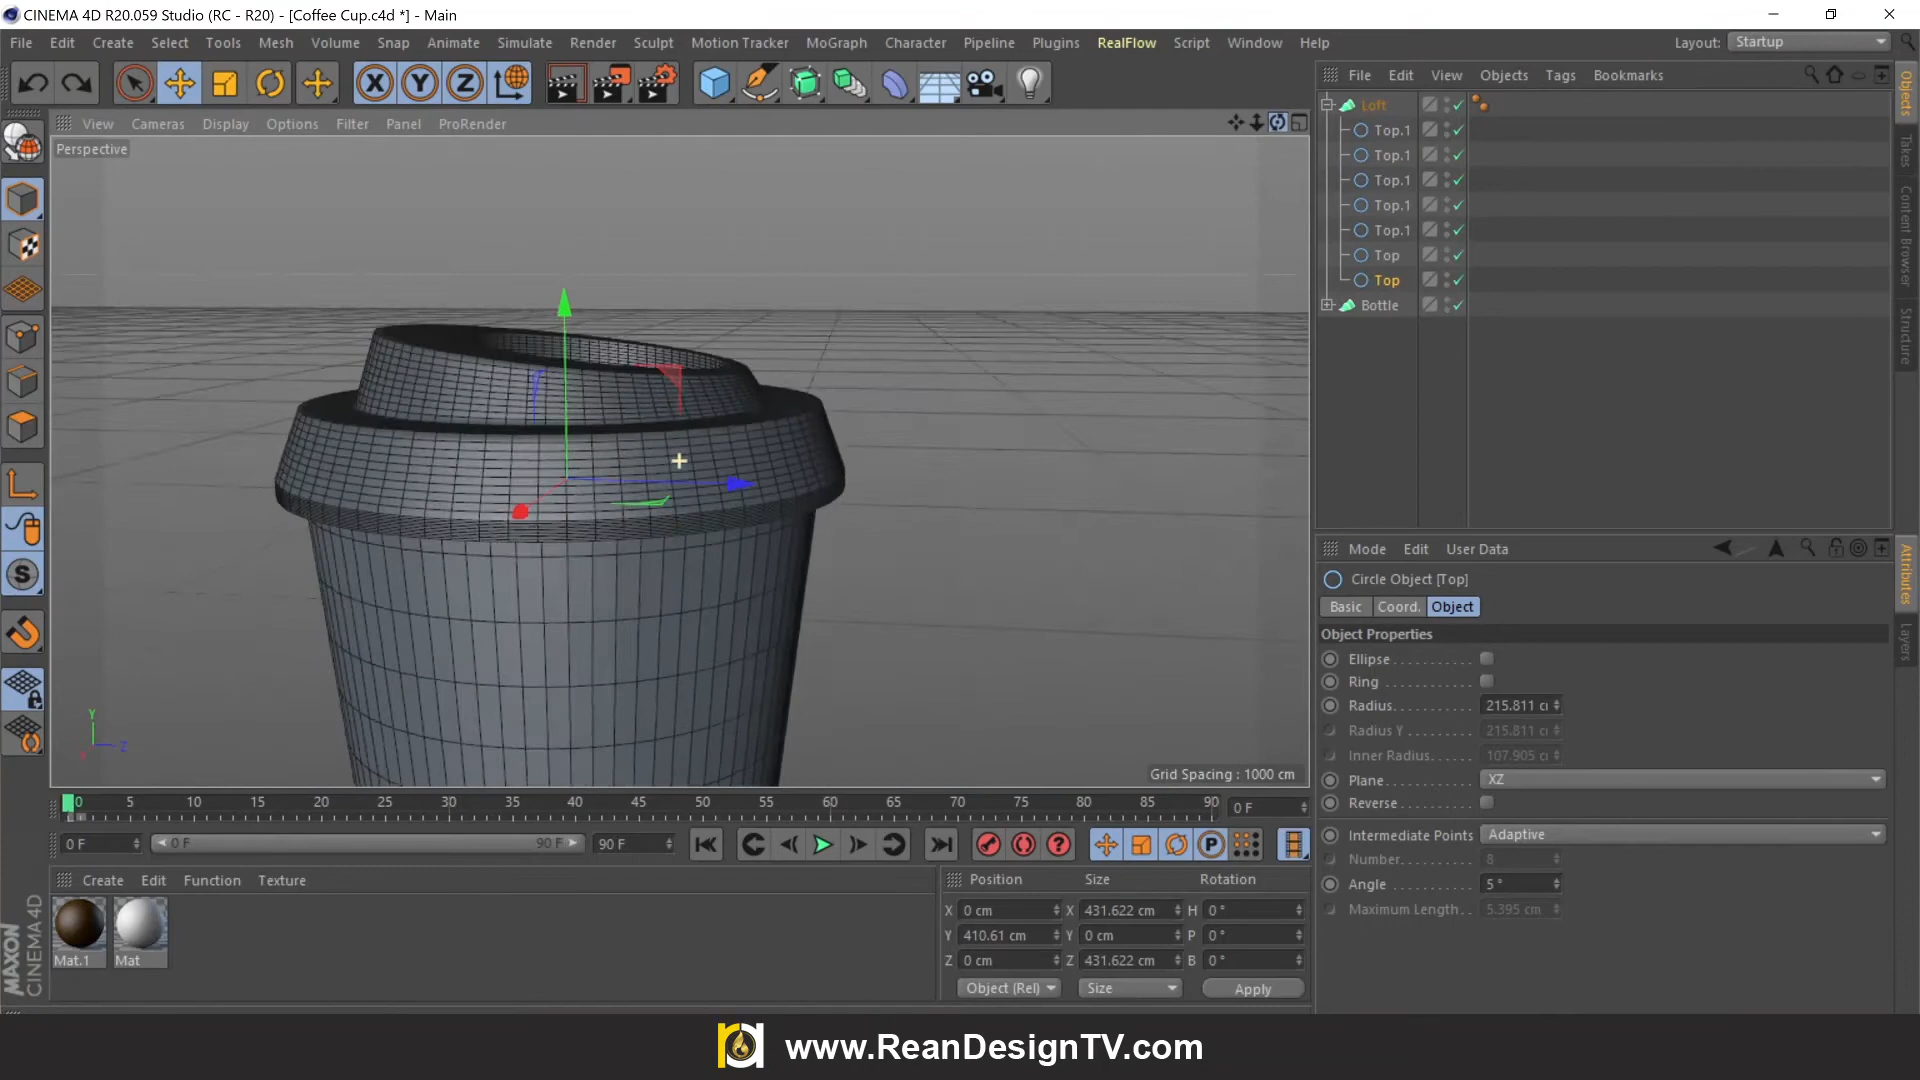 CINEMA 4D R20.059 Studio (RC - R20) - [Coffee Cup.c4d *] - Main
File Edit Create Select Tools Mesh Volume Snap Animate Simulate Render Sculpt Motion Tracker MoGraph Character Pipeline Plugins RealFlow Script Window Help Layout: Startup
View Cameras Display Options Filter Panel ProRender
Perspective
Y
Z
X
Grid Spacing : 1000 cm
File Edit View Objects Tags Bookmarks
Loft
Top.1
Top.1
Top.1
Top.1
Top.1
Top
Top
Bottle
Objects
Takes
Content Browser
Structure
Mode Edit User Data
Circle Object [Top]
Basic Coord. Object
Object Properties
Ellipse
Ring
Radius 215.811 c
Radius Y 215.811 c
Inner Radius 107.905 c
Plane XZ
Reverse
Intermediate Points Adaptive
Number 8
Angle 5 °
Maximum Length 5.395 cm
Attributes
Layers
0 5 10 15 20 25 30 35 40 45 50 55 60 65 70 75 80 85 90 0 F
0 F 0 F 90 F 90 F
Create Edit Function Texture
Mat.1 Mat
Position Size Rotation
X 0 cm X 431.622 cm H 0 °
Y 410.61 cm Y 0 cm P 0 °
Z 0 cm Z 431.622 cm B 0 °
Object (Rel) Size Apply
MAXON CINEMA 4D
www.ReanDesignTV.com